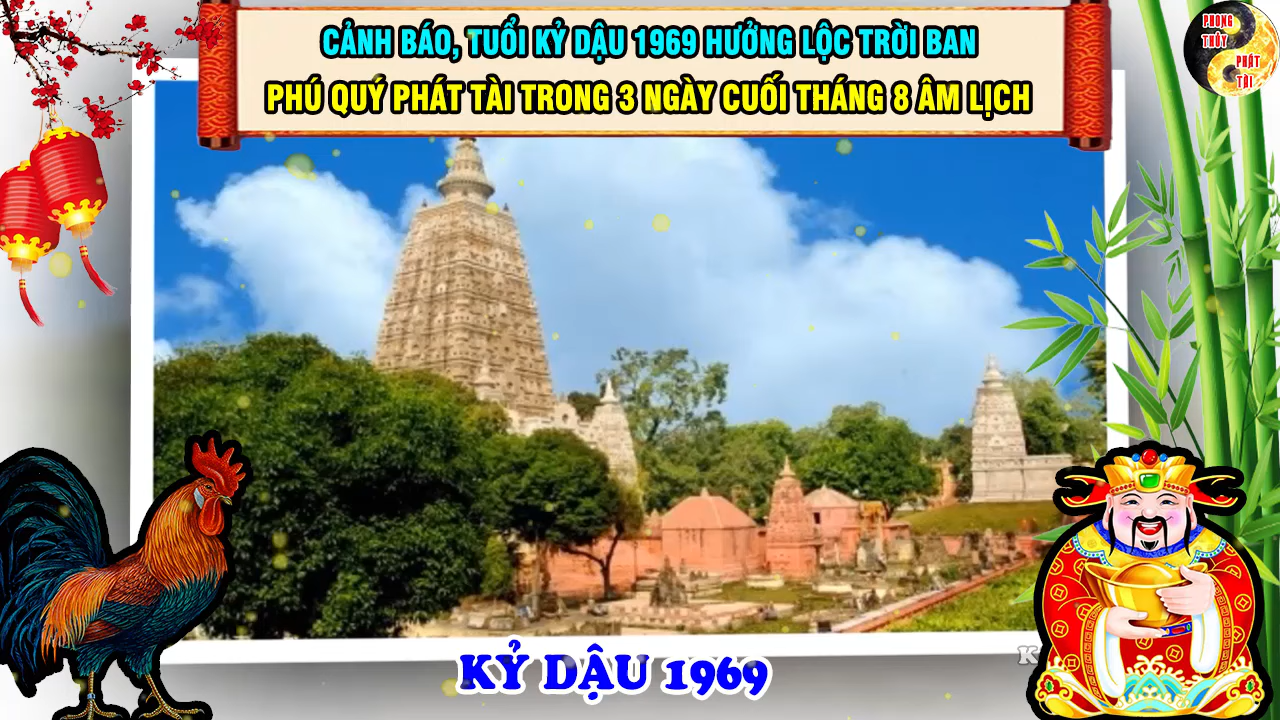 CẢNH BÁO, TUỔI KỶ DẬU 1969 HƯỞNG LỘC TRỜI BAN
PHÚ QUÝ PHÁT TÀI TRONG 3 NGÀY CUỐI THÁNG 8 ÂM LỊCH
PHONG
THỦY
PHÁT
TÀI
KỶ DẬU 1969